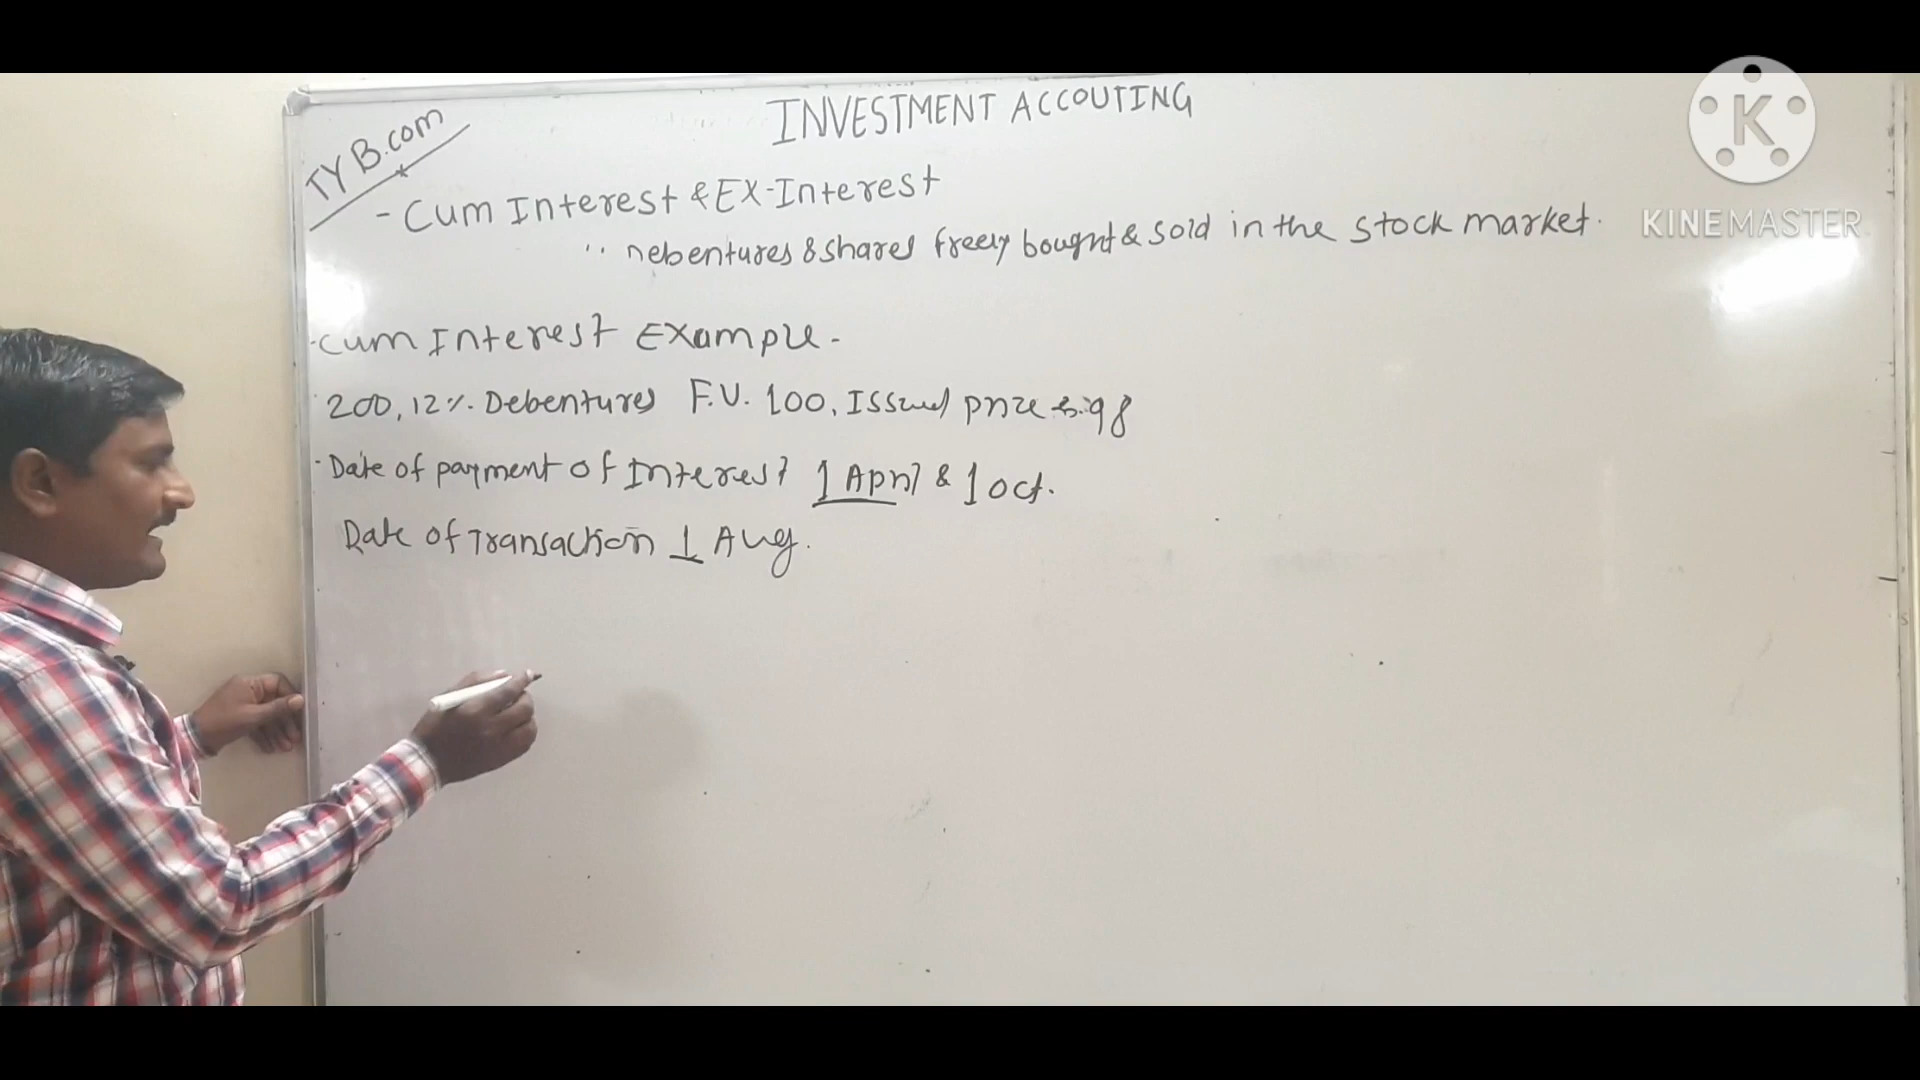 TY B.com
INVESTMENT ACCOUTING
- Cum Interest & EX-Interest
nebentures & shares freely bought & sold in the stock market.
K
KINEMASTER
Cum Interest Example -
200, 12%. Debentures F.V. 100, Issued price 98
Date of payment of Interest 1 April & 1 oct.
Date of Transaction 1 Aug.